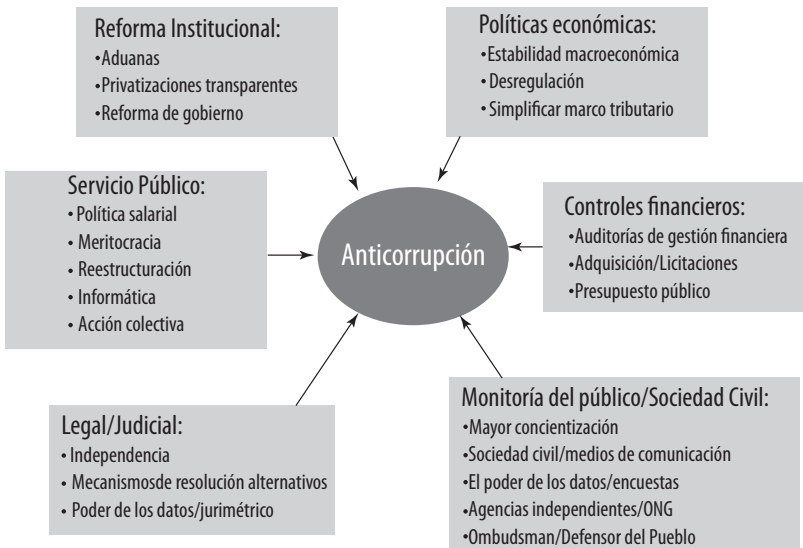 Reforma Institucional:
•Aduanas
•Privatizaciones transparentes
•Reforma de gobierno
Políticas económicas:
•Estabilidad macroeconómica
•Desregulación
•Simplificar marco tributario
Servicio Público:
•Política salarial
• Meritocracia
• Reestructuración
• Informática
• Acción colectiva
Anticorrupción
Controles financieros:
•Auditorías de gestión financiera
•Adquisición/Licitaciones
•Presupuesto público
Legal/Judicial:
• Independencia
• Mecanismosde resolución alternativos
• Poder de los datos/jurimétrico
Monitoría del público/Sociedad Civil:
•Mayor concientización
•Sociedad civil/medios de comunicación
•El poder de los datos/encuestas
•Agencias independientes/ONG
•Ombudsman/Defensor del Pueblo